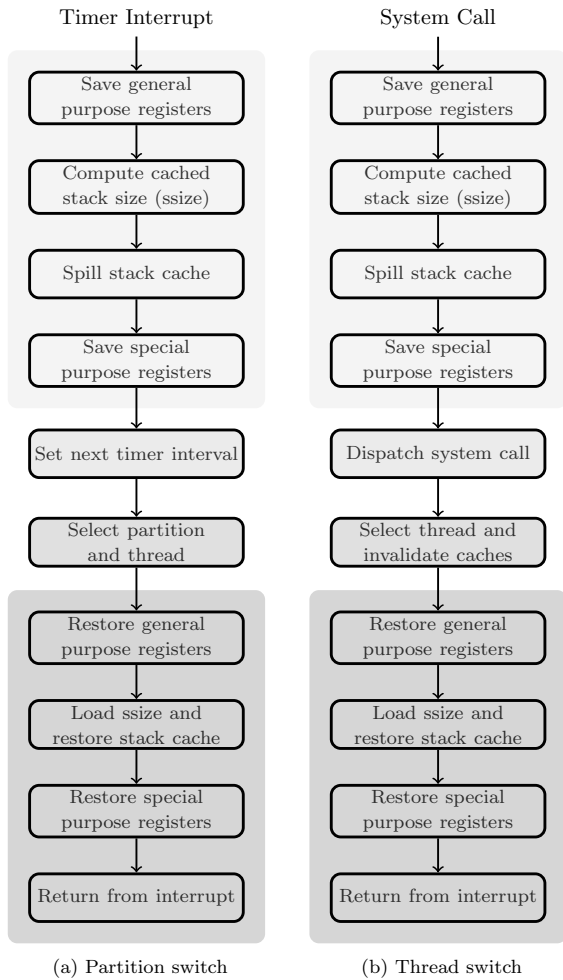 Timer Interrupt
Save general
purpose registers
Compute cached
stack size (ssize)
Spill stack cache
Save special
purpose registers
Set next timer interval
Select partition
and thread
Restore general
purpose registers
Load ssize and
restore stack cache
Restore special
purpose registers
Return from interrupt
(a) Partition switch
System Call
Save general
purpose registers
Compute cached
stack size (ssize)
Spill stack cache
Save special
purpose registers
Dispatch system call
Select thread and
invalidate caches
Restore general
purpose registers
Load ssize and
restore stack cache
Restore special
purpose registers
Return from interrupt
(b) Thread switch